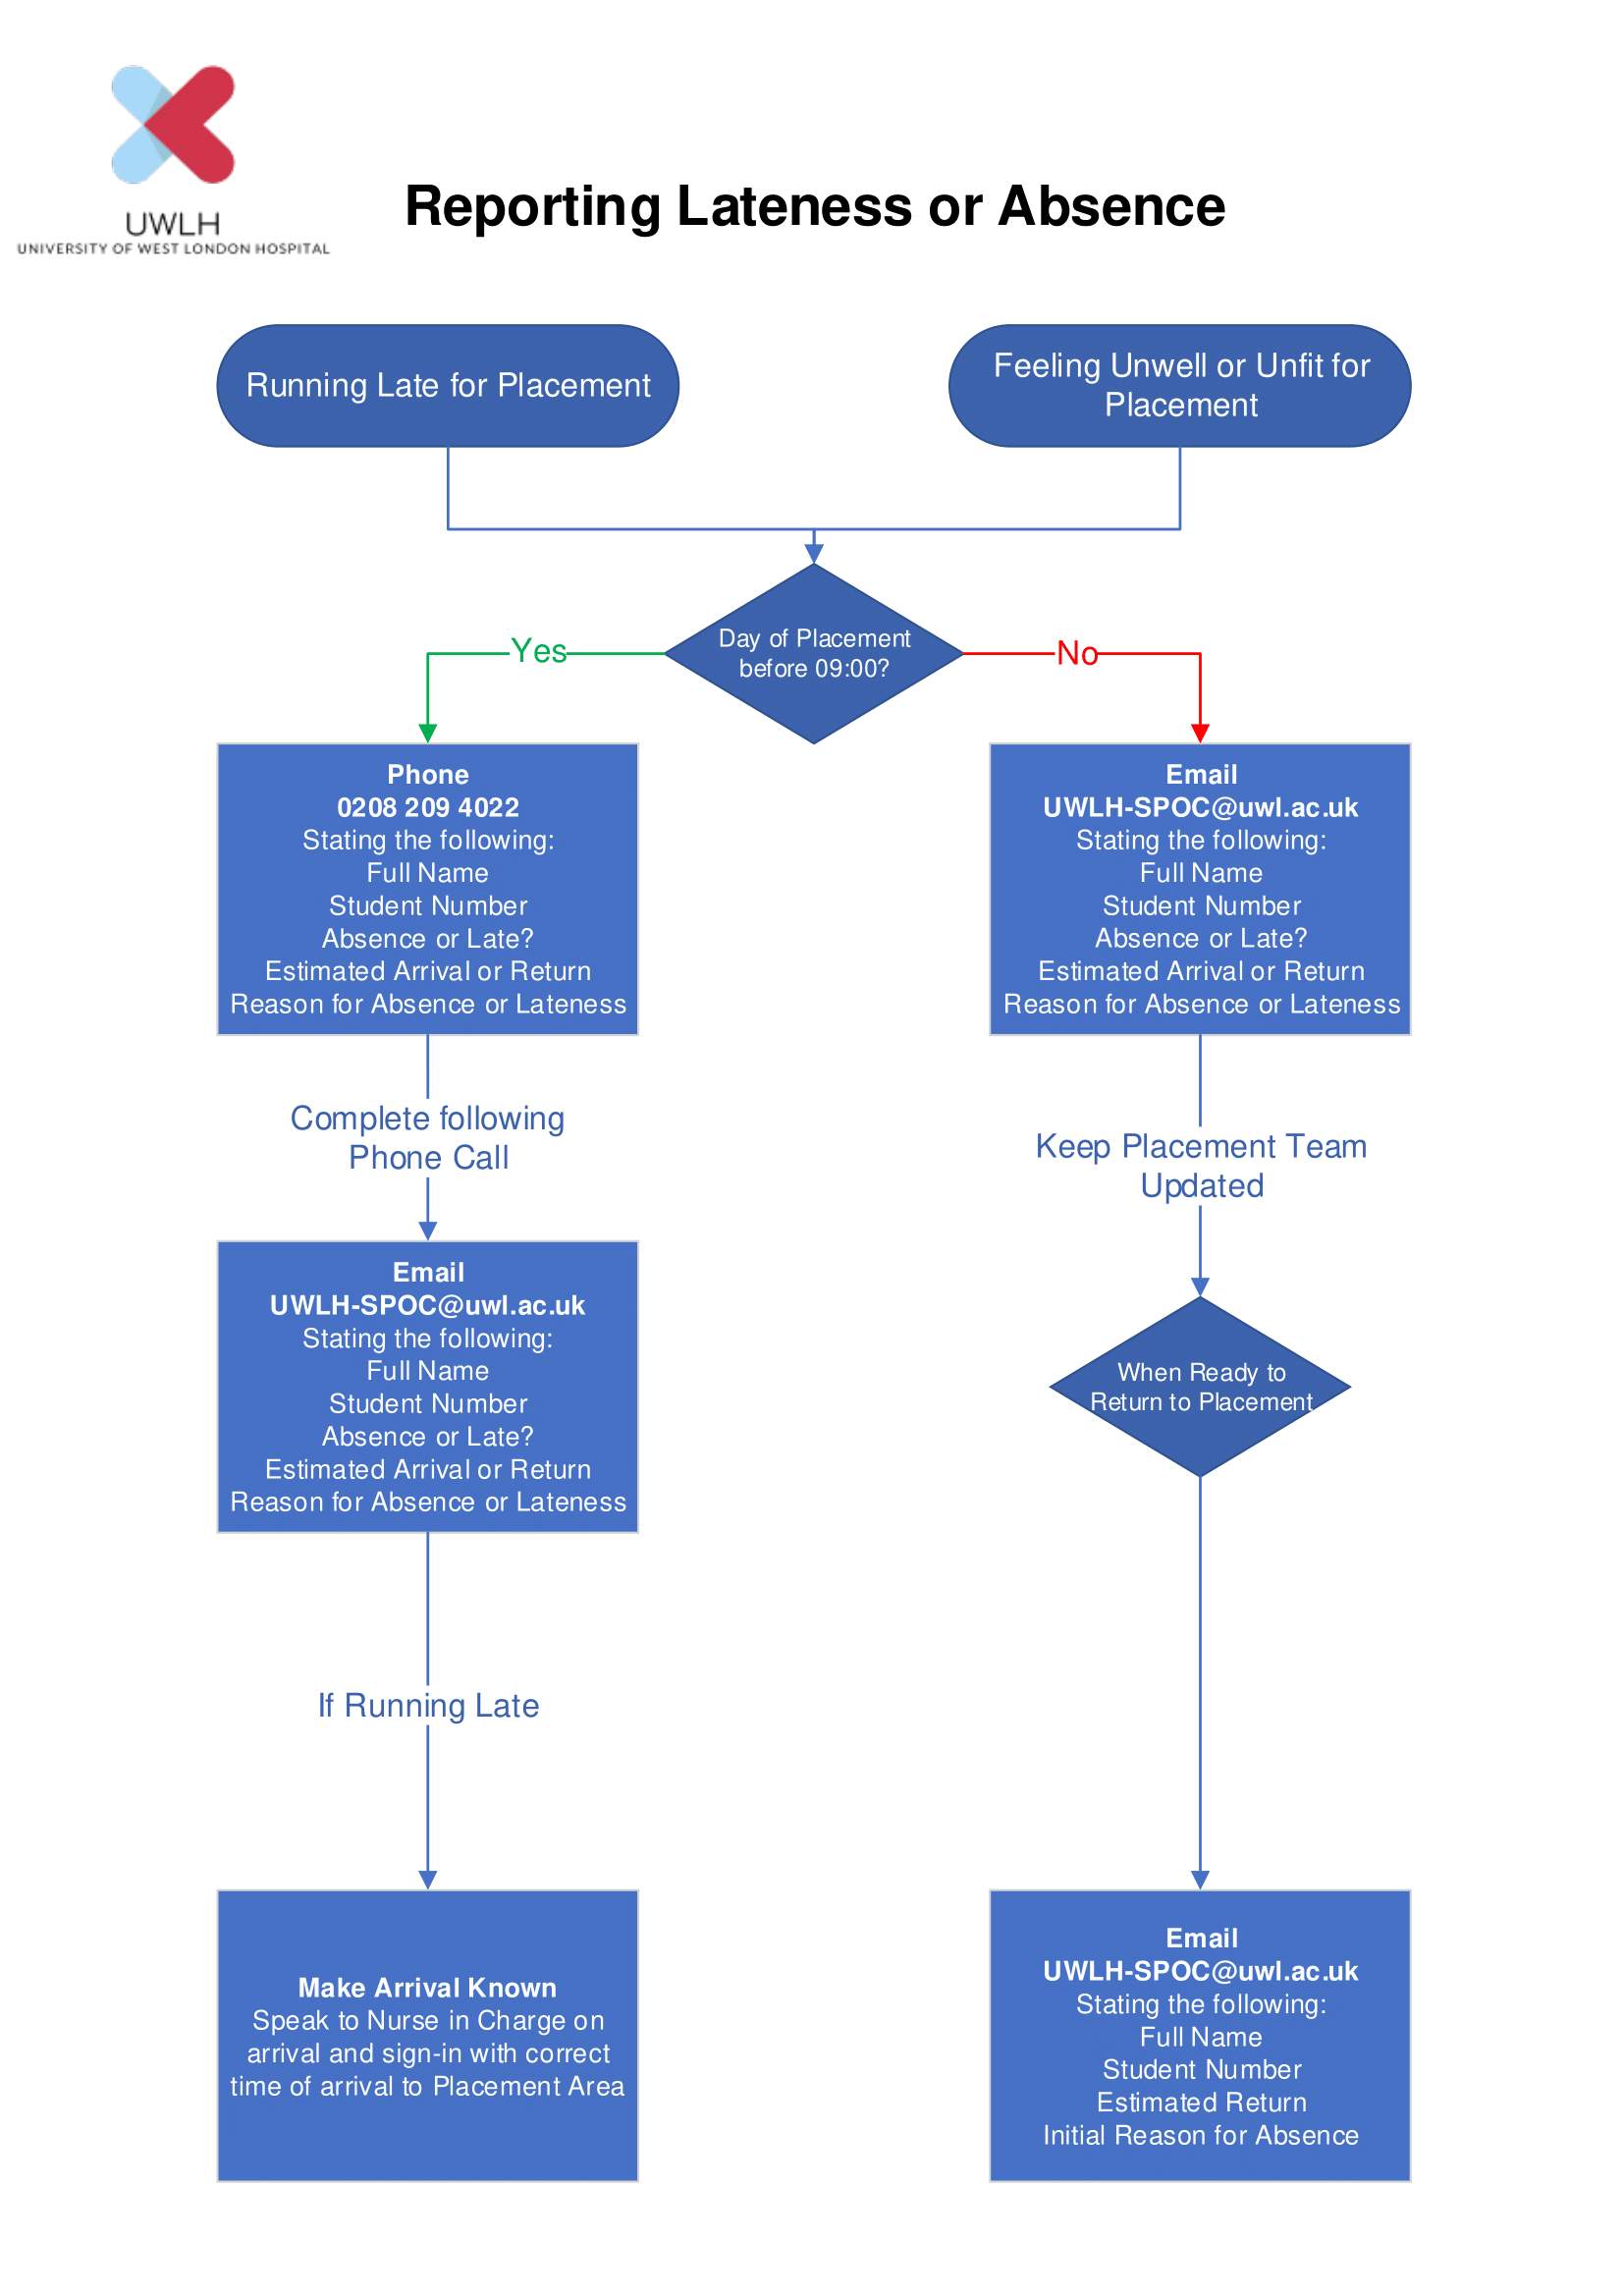 UWLH
UNIVERSITY OF WEST LONDON HOSPITAL
Reporting Lateness or Absence
Running Late for Placement
Feeling Unwell or Unfit for
Placement
Day of Placement
before 09:00?
Yes
No
Phone
0208 209 4022
Stating the following:
Full Name
Student Number
Absence or Late?
Estimated Arrival or Return
Reason for Absence or Lateness
Email
UWLH-SPOC@uwl.ac.uk
Stating the following:
Full Name
Student Number
Absence or Late?
Estimated Arrival or Return
Reason for Absence or Lateness
Complete following
Phone Call
Keep Placement Team
Updated
Email
UWLH-SPOC@uwl.ac.uk
Stating the following:
Full Name
Student Number
Absence or Late?
Estimated Arrival or Return
Reason for Absence or Lateness
When Ready to
Return to Placement
If Running Late
Make Arrival Known
Speak to Nurse in Charge on
arrival and sign-in with correct
time of arrival to Placement Area
Email
UWLH-SPOC@uwl.ac.uk
Stating the following:
Full Name
Student Number
Estimated Return
Initial Reason for Absence